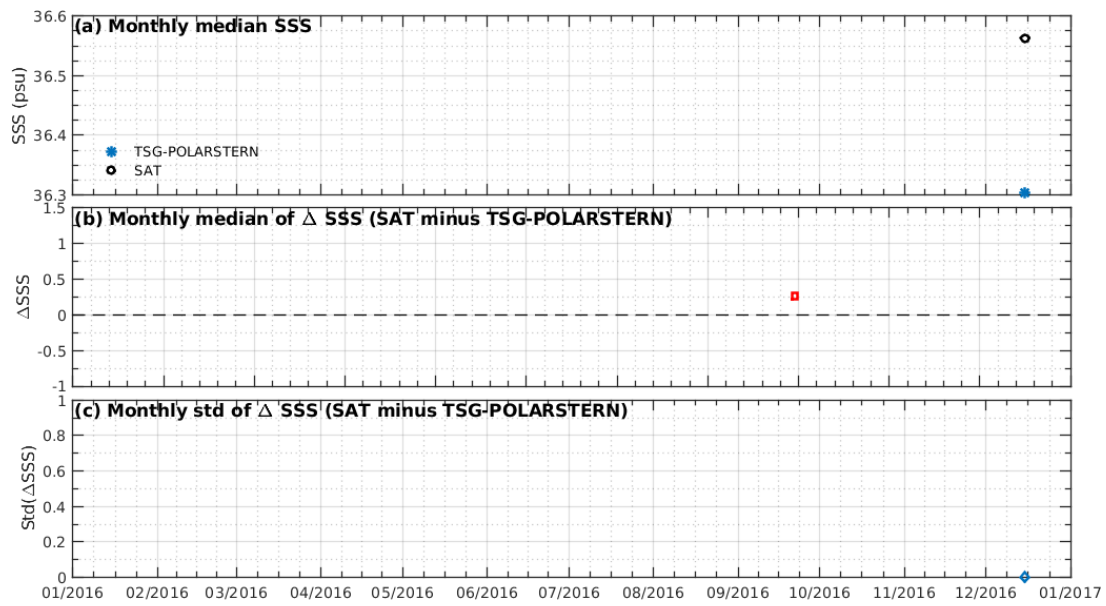 (a) Monthly median SSS
36.6
36.5
36.4
36.3
SSS (psu)
TSG-POLARSTERN
SAT
(b) Monthly median of Δ SSS (SAT minus TSG-POLARSTERN)
1.5
1
0.5
0
-0.5
-1
ΔSSS
(c) Monthly std of Δ SSS (SAT minus TSG-POLARSTERN)
1
0.8
0.6
0.4
0.2
0
Std(ΔSSS)
01/2016 02/2016 03/2016 04/2016 05/2016 06/2016 07/2016 08/2016 09/2016 10/2016 11/2016 12/2016 01/2017